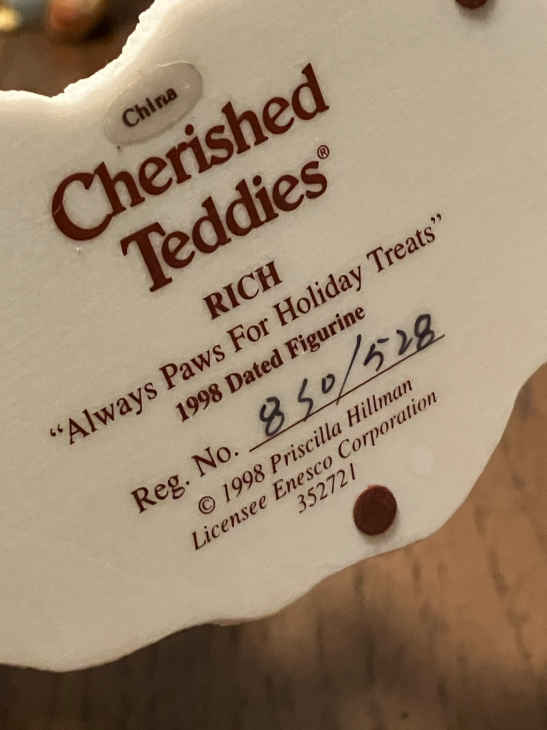 China
Cherished
Teddies®
RICH
“Always Paws For Holiday Treats”
1998 Dated Figurine
Reg. No. 850/528
© 1998 Priscilla Hillman
Licensee Enesco Corporation
352721